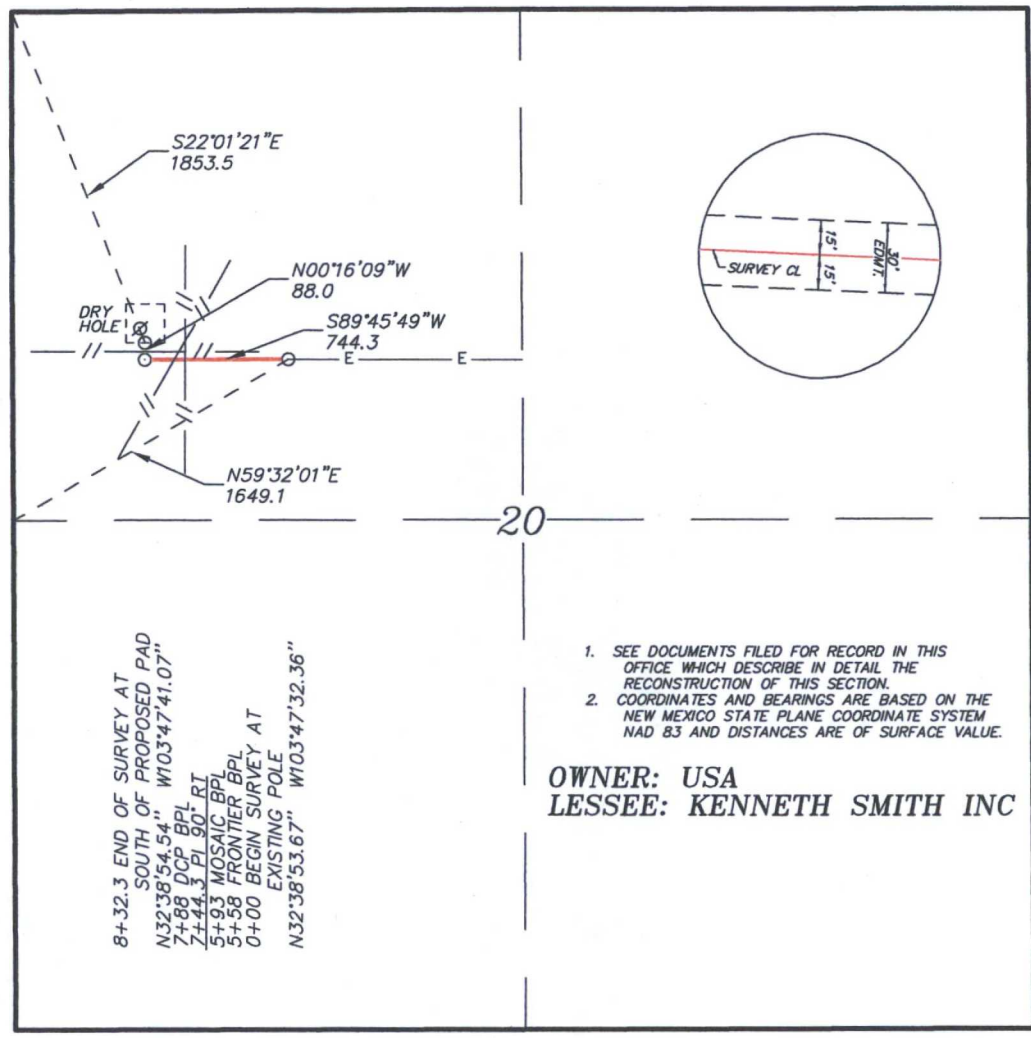 S22°01'21"E
1853.5
N00°16'09"W
88.0
DRY
HOLE
S89°45'49"W
744.3
E E
N59°32'01"E
1649.1
15'
15'
30'
EDMT.
SURVEY CL
20
8+32.3 END OF SURVEY AT
SOUTH OF PROPOSED PAD
N32°38'54.54" W103°47'41.07"
7+88 DCP BPL
7+44.3 PI 90° RT
5+93 MOSAIC BPL
5+58 FRONTIER BPL
0+00 BEGIN SURVEY AT
EXISTING POLE
N32°38'53.67" W103°47'32.36"
1. SEE DOCUMENTS FILED FOR RECORD IN THIS
OFFICE WHICH DESCRIBE IN DETAIL THE
RECONSTRUCTION OF THIS SECTION.
2. COORDINATES AND BEARINGS ARE BASED ON THE
NEW MEXICO STATE PLANE COORDINATE SYSTEM
NAD 83 AND DISTANCES ARE OF SURFACE VALUE.
OWNER: USA
LESSEE: KENNETH SMITH INC